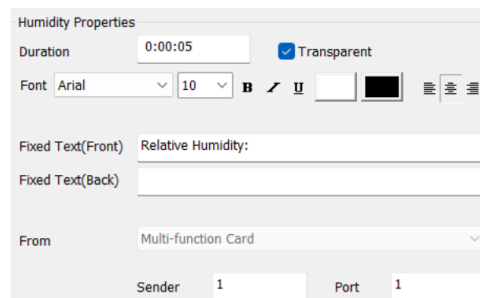 Humidity Properties
Duration 0:00:05 Transparent
Font Arial 10 B I U
Fixed Text(Front) Relative Humidity:
Fixed Text(Back)
From Multi-function Card
Sender 1 Port 1